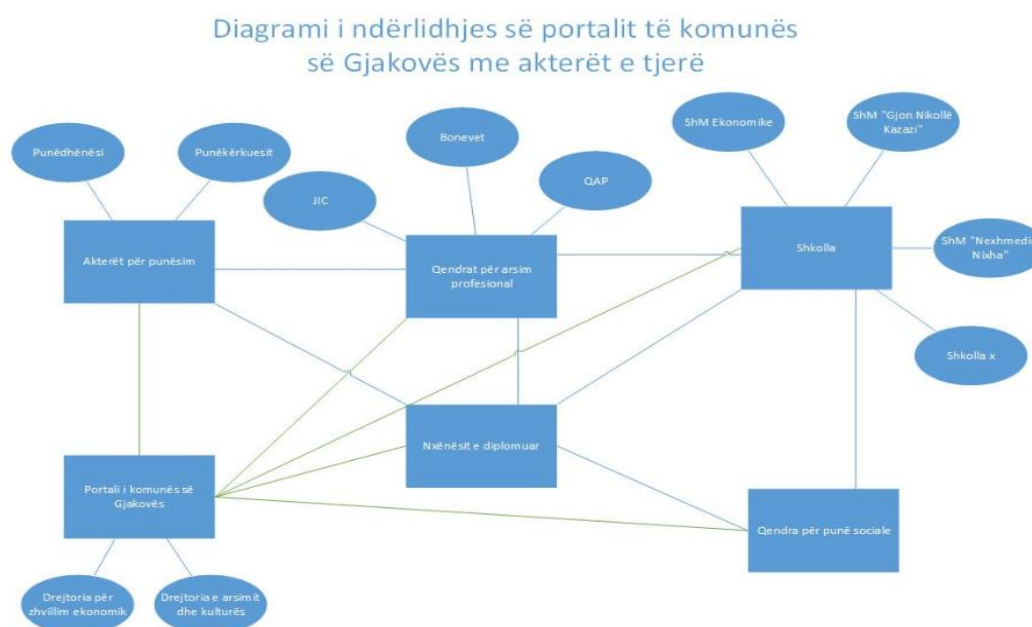 Diagrami i ndërlidhjes së portalit të komunës
së Gjakovës me akterët e tjerë
Punëdhënësi
Punëkërkuesit
JIC
Bonevet
QAP
ShM Ekonomike
ShM "Gjon Nikollë
Kazazi"
Akterët për punësim
Qendrat për arsim
profesional
Shkolla
ShM "Nexhmedin
Nixha"
Shkolla x
Nxënësit e diplomuar
Portali i komunës së
Gjakovës
Qendra për punë sociale
Drejtoria për
zhvillim ekonomik
Drejtoria e arsimit
dhe kulturës